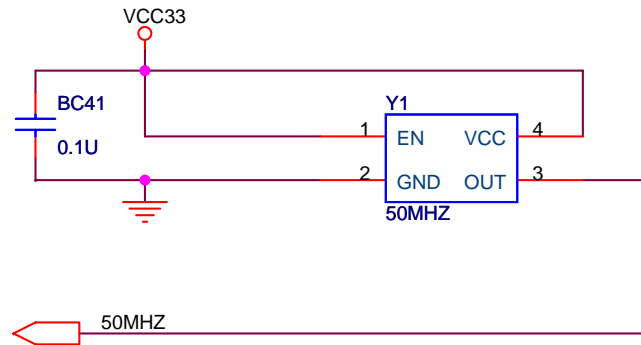 VCC33
BC41
0.1U
Y1
1 EN VCC 4
2 GND OUT 3
50MHZ
50MHZ